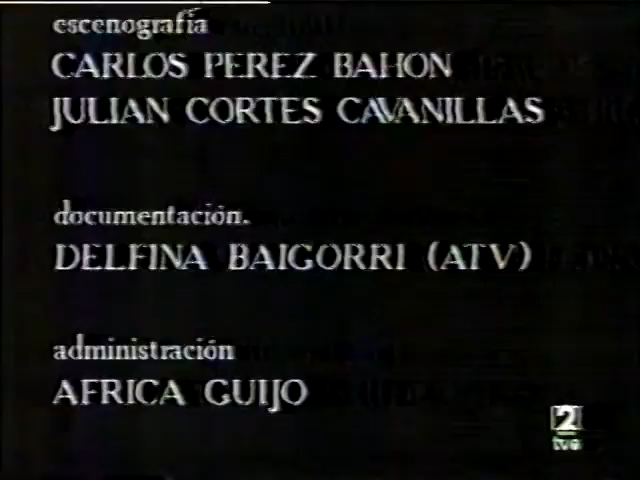 escenografía
CARLOS PEREZ BAHON
JULIAN CORTES CAVANILLAS
documentación.
DELFINA BAIGORRI (ATV)
administración
AFRICA GUIJO
2
tve